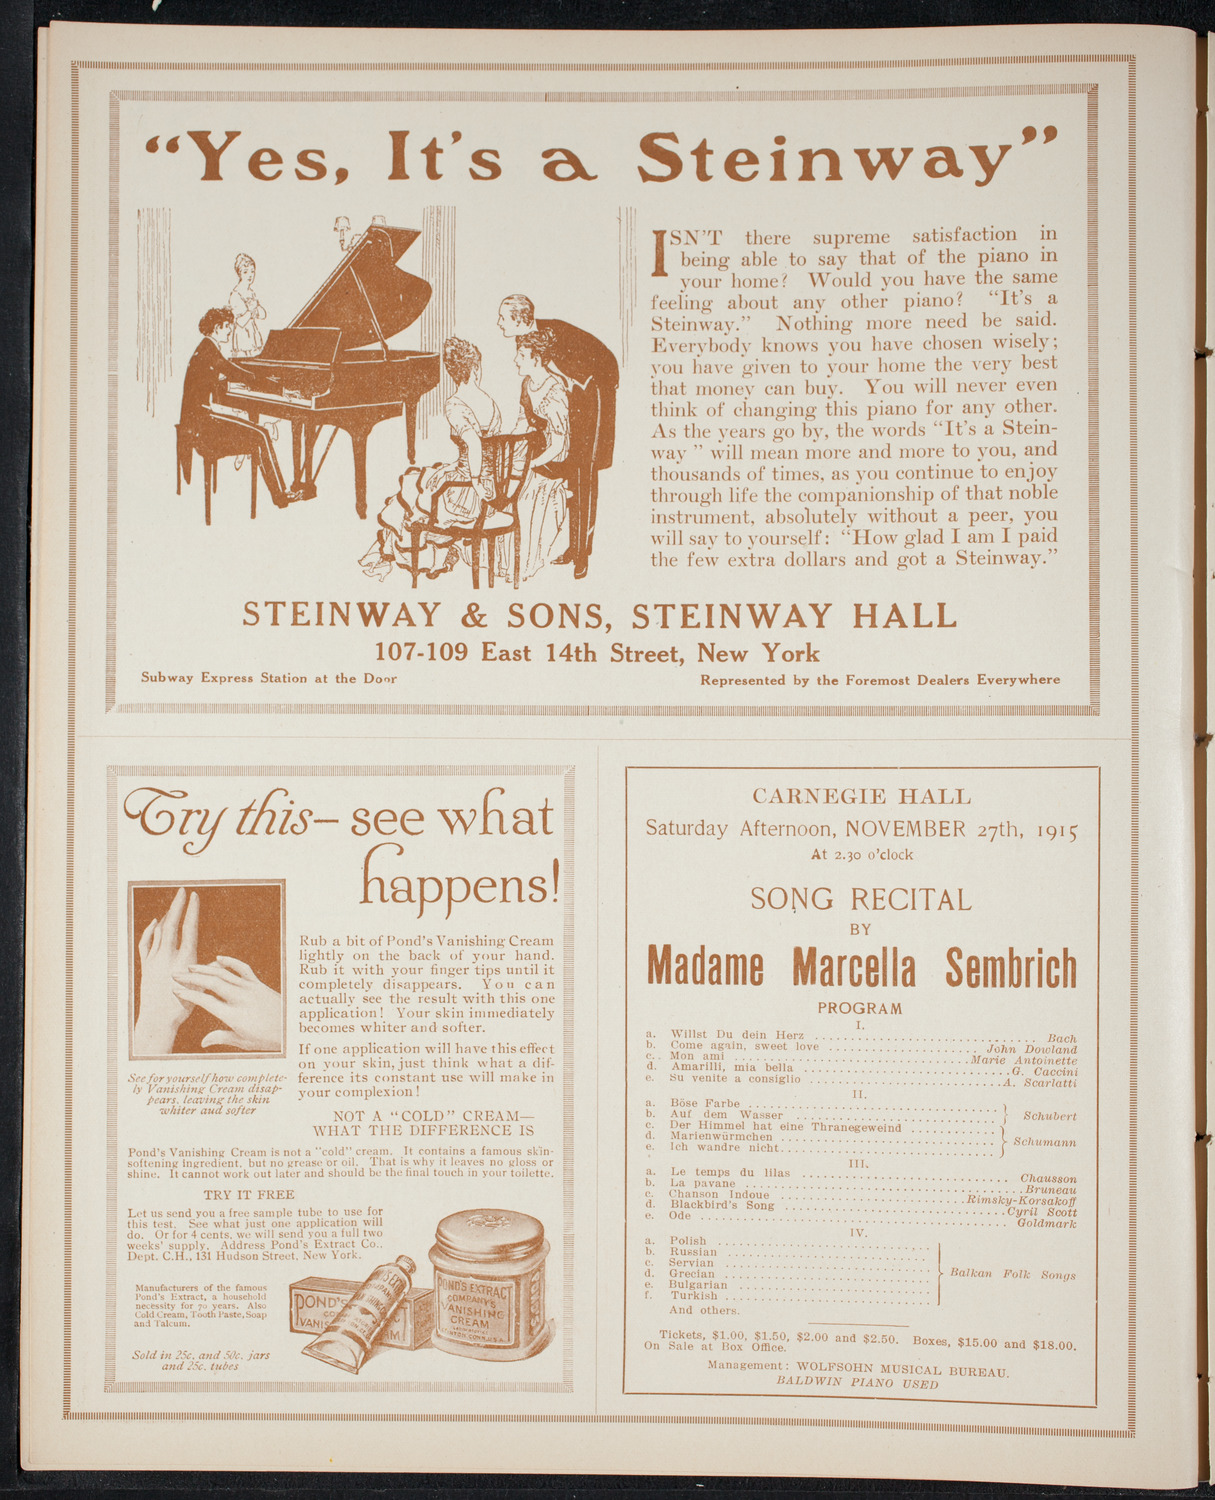 “Yes, It's a Steinway”
ISN'T there supreme satisfaction in
being able to say that of the piano in
your home? Would you have the same
feeling about any other piano? “It's a
Steinway.” Nothing more need be said.
Everybody knows you have chosen wisely;
you have given to your home the very best
that money can buy. You will never even
think of changing this piano for any other.
As the years go by, the words “It's a Stein-
way ” will mean more and more to you, and
thousands of times, as you continue to enjoy
through life the companionship of that noble
instrument, absolutely without a peer, you
will say to yourself: “How glad I am I paid
the few extra dollars and got a Steinway.”
STEINWAY & SONS, STEINWAY HALL
107-109 East 14th Street, New York
Subway Express Station at the Door
Represented by the Foremost Dealers Everywhere
Try this—see what
happens!
Rub a bit of Pond's Vanishing Cream
lightly on the back of your hand.
Rub it with your finger tips until it
completely disappears. You can
actually see the result with this one
application! Your skin immediately
becomes whiter and softer.
If one application will have this effect
on your skin, just think what a dif-
ference its constant use will make in
your complexion!
See for yourself how complete-
ly Vanishing Cream disap-
pears, leaving the skin
whiter and softer
NOT A “COLD” CREAM—
WHAT THE DIFFERENCE IS
Pond's Vanishing Cream is not a "cold" cream. It contains a famous skin-
softening ingredient, but no grease or oil. That is why it leaves no gloss or
shine. It cannot work out later and should be the final touch in your toilette.
TRY IT FREE
Let us send you a free sample tube to use for
this test. See what just one application will
do. Or for 4 cents, we will send you a full two
weeks' supply. Address Pond's Extract Co.,
Dept. C.H., 131 Hudson Street, New York.
Manufacturers of the famous
Pond's Extract, a household
necessity for 70 years. Also
Cold Cream, Tooth Paste, Soap
and Talcum.
Sold in 25c. and 50c. jars
and 25c. tubes
POND'S
VANIS
POND'S EXTRACT
COMPANY'S
VANISHING
CREAM
CARNEGIE HALL
Saturday Afternoon, NOVEMBER 27th, 1915
At 2.30 o'clock
SONG RECITAL
BY
Madame Marcella Sembrich
PROGRAM
I.
a. Willst Du dein Herz ........ Bach
b. Come again, sweet love ........ John Dowland
c. Mon ami ........ Marie Antoinette
d. Amarilli, mia bella ........ G. Caccini
e. Su venite a consiglio ........ A. Scarlatti
II.
a. Böse Farbe ........
b. Auf dem Wasser ........ } Schubert
c. Der Himmel hat eine Thranegeweind ........
d. Marienwürmchen ........ } Schumann
e. Ich wandre nicht ........
III.
a. Le temps du lilas ........ Chausson
b. La pavane ........ Bruneau
c. Chanson Indoue ........ Rimsky-Korsakoff
d. Blackbird's Song ........ Cyril Scott
e. Ode ........ Goldmark
IV.
a. Polish ........
b. Russian ........
c. Servian ........
d. Grecian ........ } Balkan Folk Songs
e. Bulgarian ........
f. Turkish ........
And others.
Tickets, $1.00, $1.50, $2.00 and $2.50. Boxes, $15.00 and $18.00.
On Sale at Box Office.
Management: WOLFSOHN MUSICAL BUREAU.
BALDWIN PIANO USED